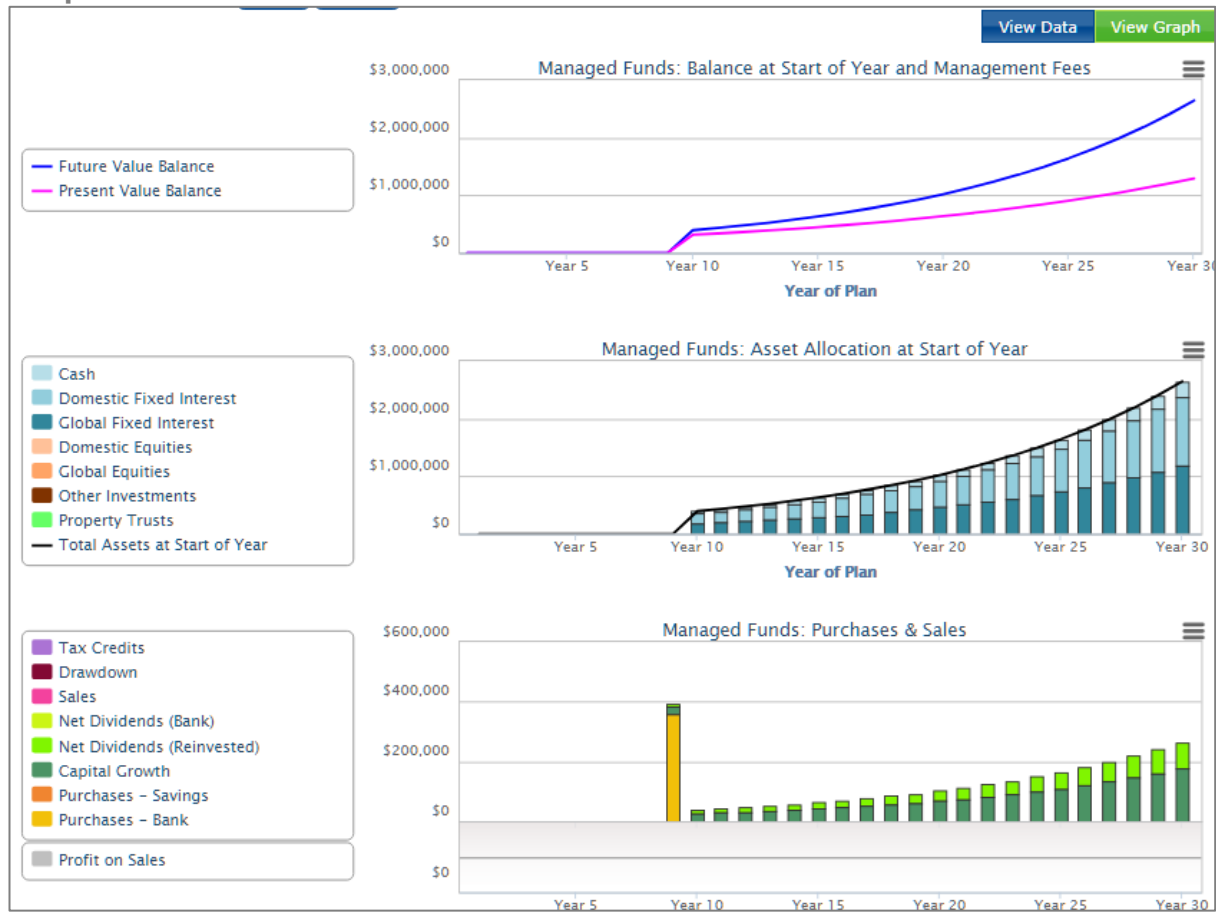 View Data
View Graph
Managed Funds: Balance at Start of Year and Management Fees
$3,000,000
$2,000,000
$1,000,000
$0
Future Value Balance
Present Value Balance
Year 5
Year 10
Year 15
Year 20
Year 25
Year 30
Year of Plan
Managed Funds: Asset Allocation at Start of Year
$3,000,000
$2,000,000
$1,000,000
$0
Cash
Domestic Fixed Interest
Global Fixed Interest
Domestic Equities
Global Equities
Other Investments
Property Trusts
Total Assets at Start of Year
Year 5
Year 10
Year 15
Year 20
Year 25
Year 30
Year of Plan
Managed Funds: Purchases & Sales
$600,000
$400,000
$200,000
$0
$0
Tax Credits
Drawdown
Sales
Net Dividends (Bank)
Net Dividends (Reinvested)
Capital Growth
Purchases - Savings
Purchases - Bank
Profit on Sales
Year 5
Year 10
Year 15
Year 20
Year 25
Year 30